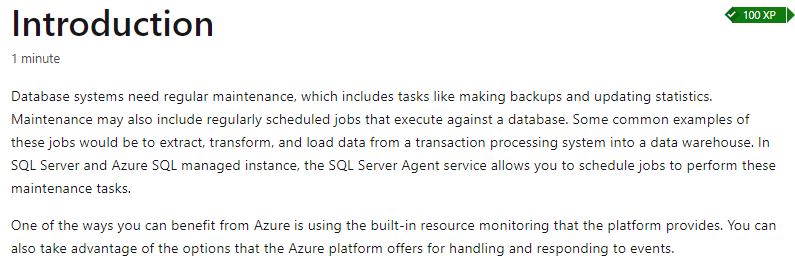 Introduction
100 XP
1 minute
Database systems need regular maintenance, which includes tasks like making backups and updating statistics.
Maintenance may also include regularly scheduled jobs that execute against a database. Some common examples of
these jobs would be to extract, transform, and load data from a transaction processing system into a data warehouse. In
SQL Server and Azure SQL managed instance, the SQL Server Agent service allows you to schedule jobs to perform these
maintenance tasks.
One of the ways you can benefit from Azure is using the built-in resource monitoring that the platform provides. You can
also take advantage of the options that the Azure platform offers for handling and responding to events.